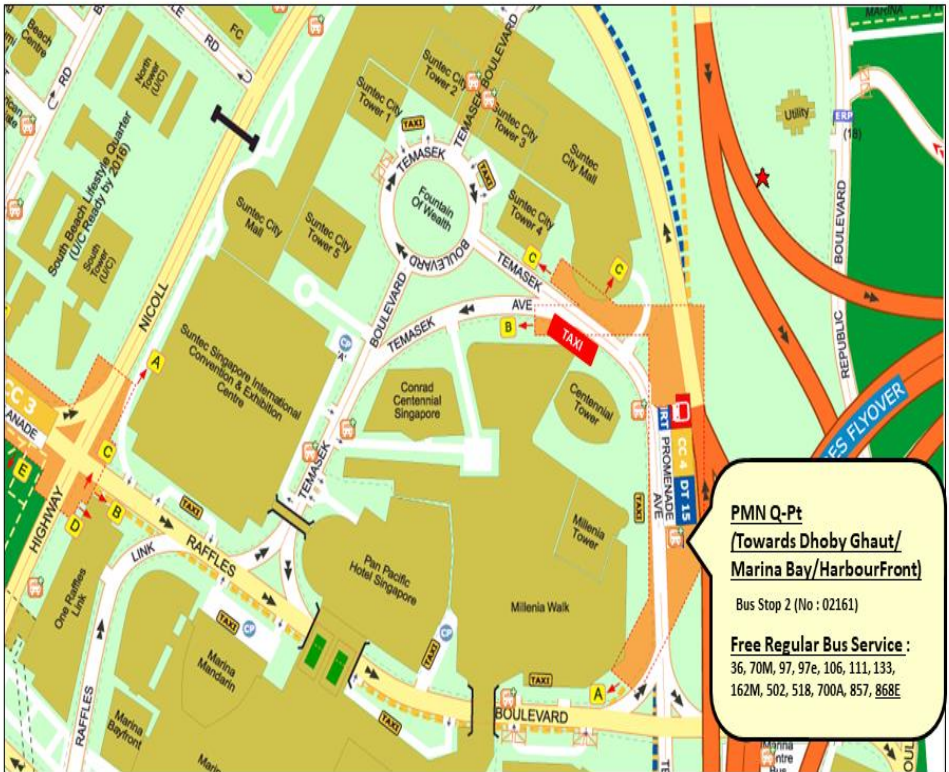 Beach
Centre
RD
RD
FC
North
Tower
(U/C)
South Beach Lifestyle Quarter
(U/C Ready by 2016)
South
Tower
(U/C)
NICOLL
HIGHWAY
Suntec City
Tower 1
Suntec City
Tower 2
Suntec City
Tower 3
Suntec
City Mall
Suntec City
Tower 4
Suntec City
Tower 5
Suntec
City
Mall
TAXI
TAXI
TEMASEK
BOULEVARD
TEMASEK
BOULEVARD
Fountain
Of Wealth
BOULEVARD
TEMASEK
AVE
TEMASEK
TEMASEK
C
C
B
TAXI
Suntec Singapore International
Convention & Exhibition
Centre
CP
Conrad
Centennial
Singapore
Centennial
Tower
Millenia
Tower
Millenia Walk
Pan Pacific
Hotel Singapore
A
CC 3
ANADE
E
C
D
B
TAXI
RAFFLES
LINK
RAFFLES
One Raffles
Link
TAXI
CP
Marina
Mandarin
Marina
Bayfront
TAXI
CP
TAXI
A
BOULEVARD
TAXI
PROMENADE
AVE
CC 4
DT 15
MARINA
Utility
ERP
(18)
REPUBLIC
BOULEVARD
ES FLYOVER
PMN Q-Pt
(Towards Dhoby Ghaut/
Marina Bay/HarbourFront)
Bus Stop 2 (No : 02161)
Free Regular Bus Service :
36, 70M, 97, 97e, 106, 111, 133,
162M, 502, 518, 700A, 857, 868E